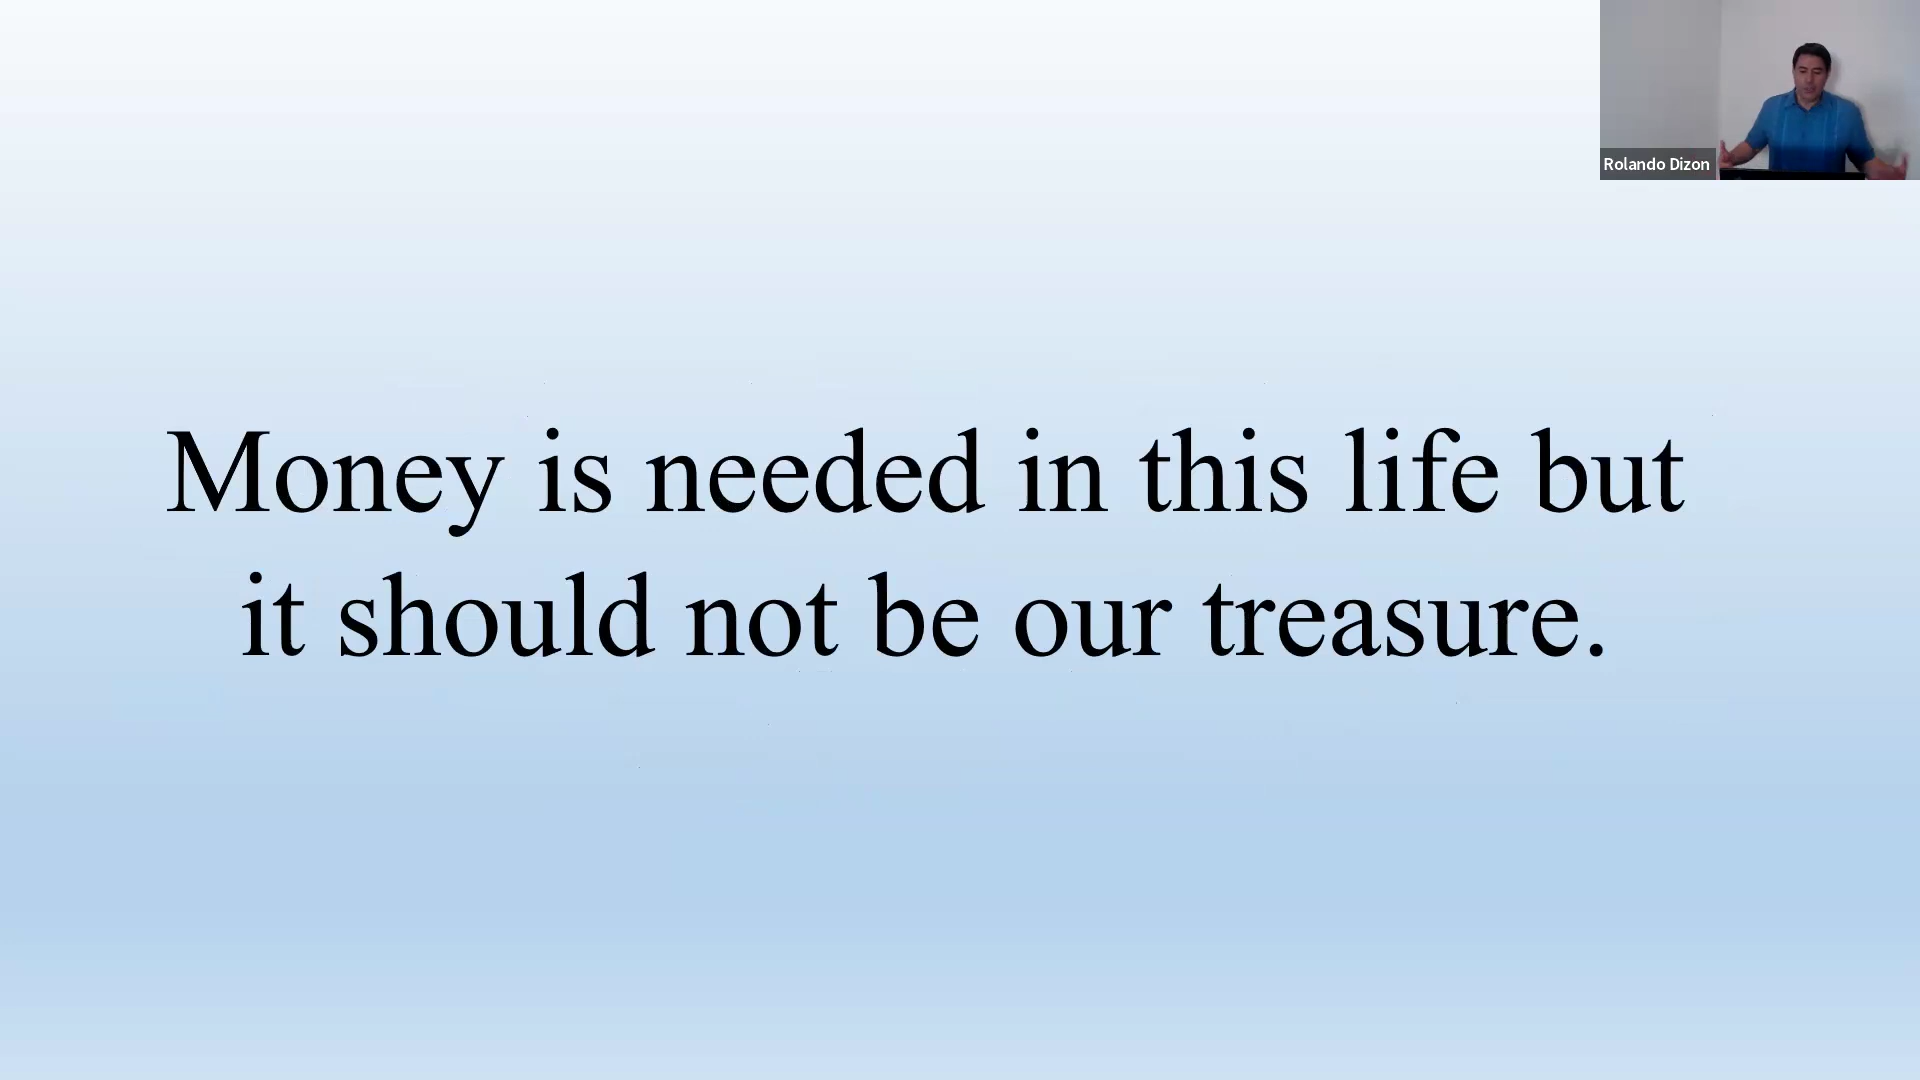 Rolando Dizon
Money is needed in this life but
it should not be our treasure.